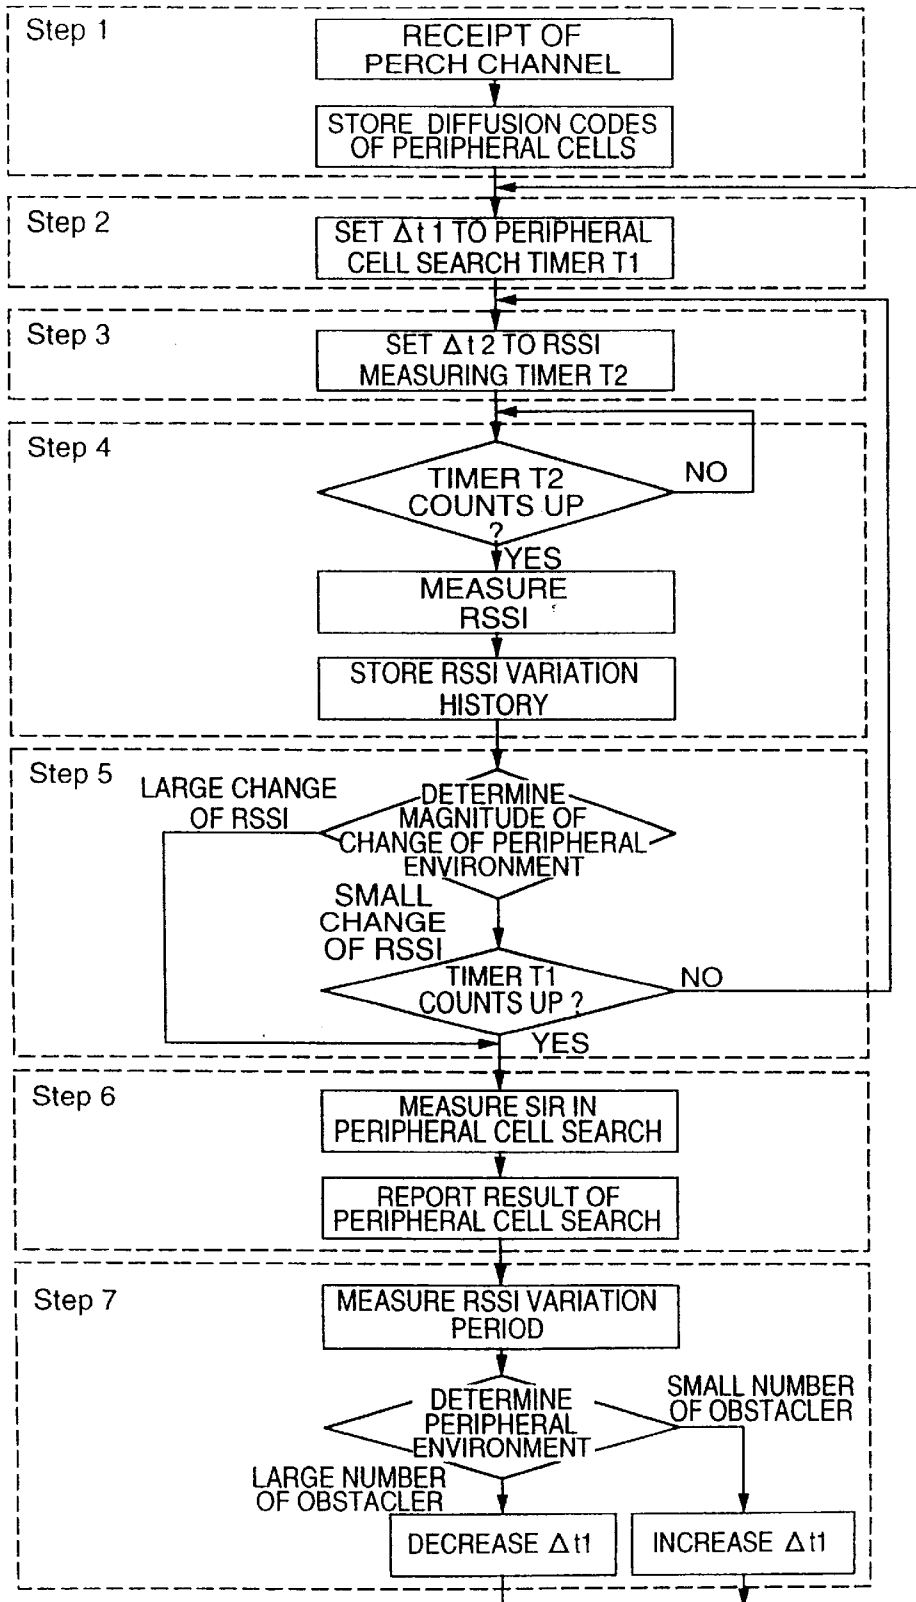 Step 1
RECEIPT OF
PERCH CHANNEL
STORE DIFFUSION CODES
OF PERIPHERAL CELLS
Step 2
SET Δt1 TO PERIPHERAL
CELL SEARCH TIMER T1
Step 3
SET Δt2 TO RSSI
MEASURING TIMER T2
Step 4
TIMER T2
COUNTS UP
?
NO
YES
MEASURE
RSSI
STORE RSSI VARIATION
HISTORY
Step 5
LARGE CHANGE
OF RSSI
DETERMINE
MAGNITUDE OF
CHANGE OF PERIPHERAL
ENVIRONMENT
SMALL
CHANGE
OF RSSI
TIMER T1
COUNTS UP ?
NO
YES
Step 6
MEASURE SIR IN
PERIPHERAL CELL SEARCH
REPORT RESULT OF
PERIPHERAL CELL SEARCH
Step 7
MEASURE RSSI VARIATION
PERIOD
DETERMINE
PERIPHERAL
ENVIRONMENT
SMALL NUMBER
OF OBSTACLER
LARGE NUMBER
OF OBSTACLER
DECREASE Δt1
INCREASE Δt1